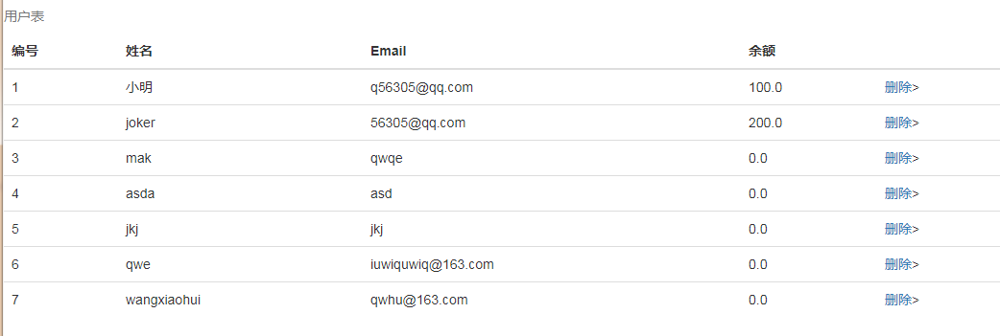 用户表
编号 姓名 Email 余额
1 小明 q56305@qq.com 100.0 删除>
2 joker 56305@qq.com 200.0 删除>
3 mak qwqe 0.0 删除>
4 asda asd 0.0 删除>
5 jkj jkj 0.0 删除>
6 qwe iuwiquwiq@163.com 0.0 删除>
7 wangxiaohui qwhu@163.com 0.0 删除>